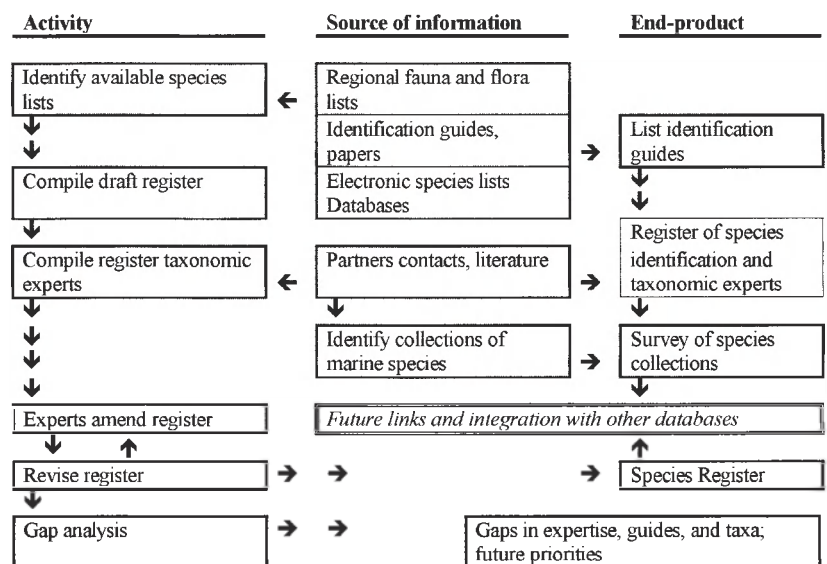 Activity
Source of information
End-product
Identify available species
lists
Regional fauna and flora
lists
Identification guides,
papers
List identification
guides
Compile draft register
Electronic species lists
Databases
Register of species
identification and
taxonomic experts
Compile register taxonomic
experts
Partners contacts, literature
Identify collections of
marine species
Survey of species
collections
Experts amend register
Future links and integration with other databases
Revise register
Species Register
Gap analysis
Gaps in expertise, guides, and taxa;
future priorities